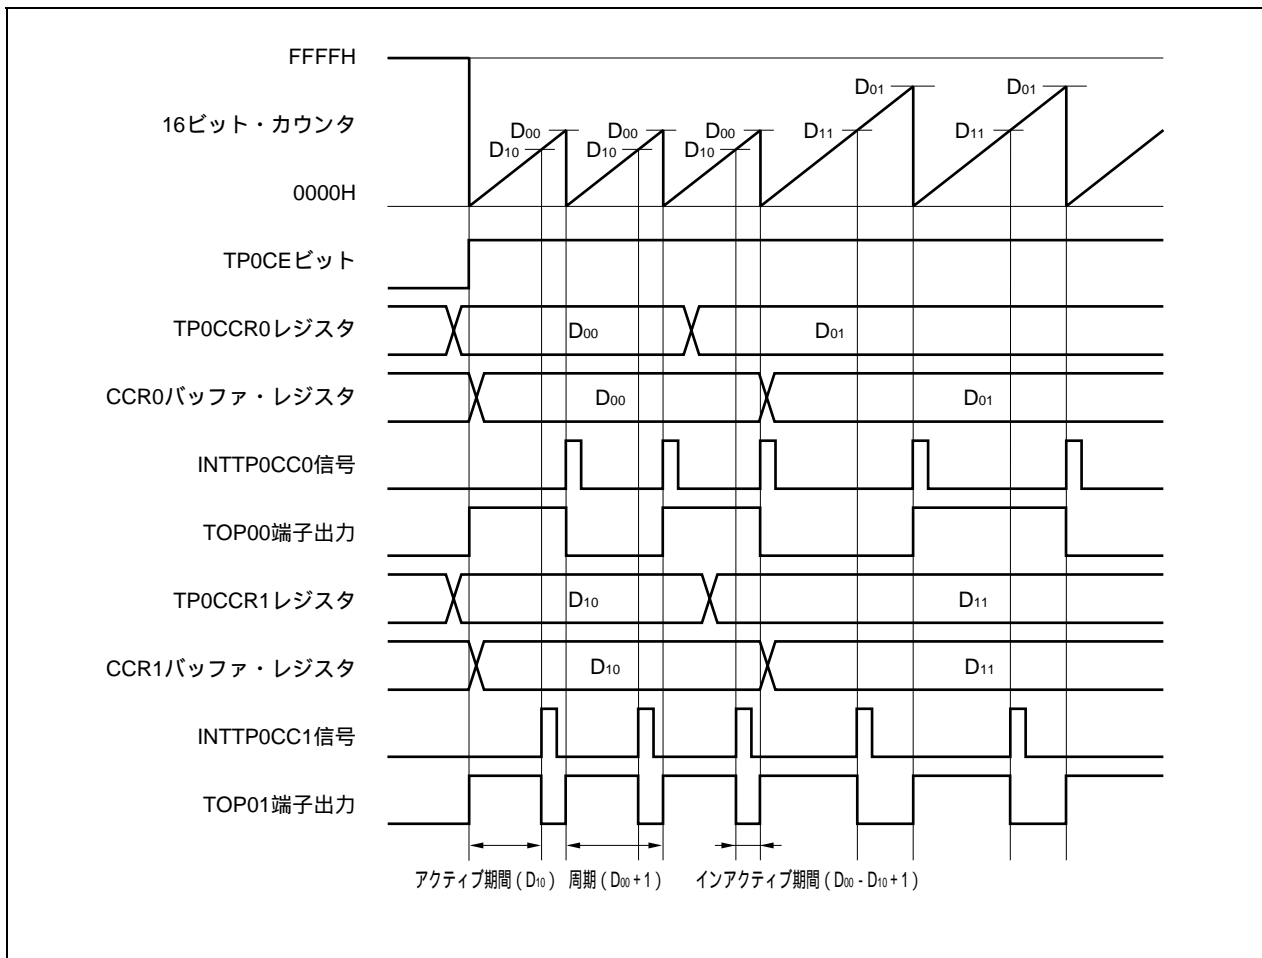 FFFFH
D01 D01
16ビット・カウンタ D00 D00 D00 D11 D11
D10 D10 D10
0000H
TP0CEビット
TP0CCR0レジスタ D00 D01
CCR0バッファ・レジスタ D00 D01
INTTP0CC0信号
TOP00端子出力
TP0CCR1レジスタ D10 D11
CCR1バッファ・レジスタ D10 D11
INTTP0CC1信号
TOP01端子出力
アクティブ期間(D10) 周期(D00+1) インアクティブ期間(D00-D10+1)